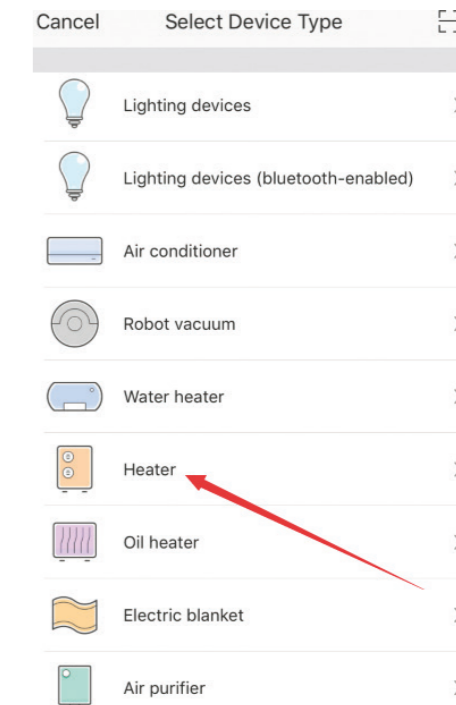 Cancel Select Device Type
Lighting devices
Lighting devices (bluetooth-enabled)
Air conditioner
Robot vacuum
Water heater
Heater
Oil heater
Electric blanket
Air purifier